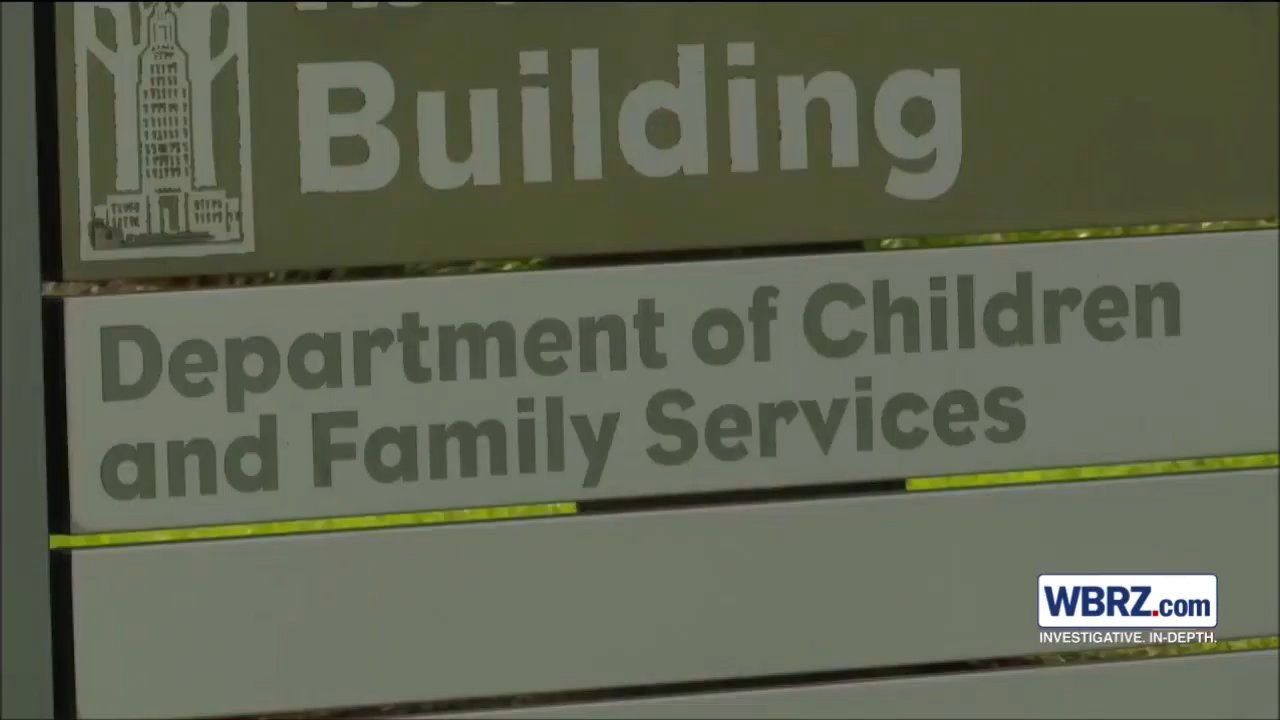 Building
Department of Children
and Family Services
WBRZ.com
INVESTIGATIVE. IN-DEPTH.